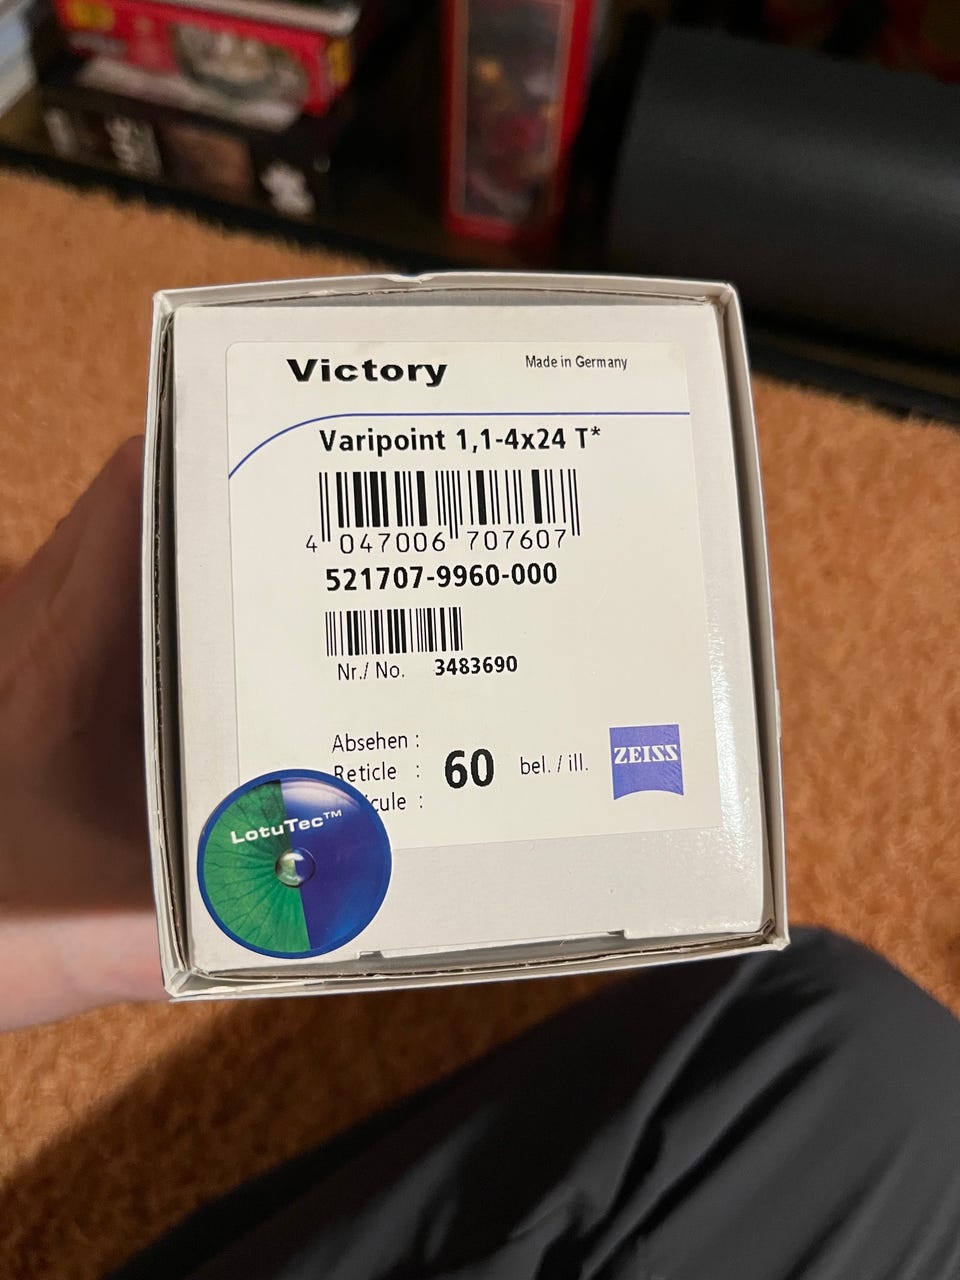 Victory
Made in Germany
Varipoint 1,1-4x24 T*
4 047006 707607
521707-9960-000
Nr./ No. 3483690
Absehen :
Reticle : 60 bel. / ill.
cule :
ZEISS
LotuTec™